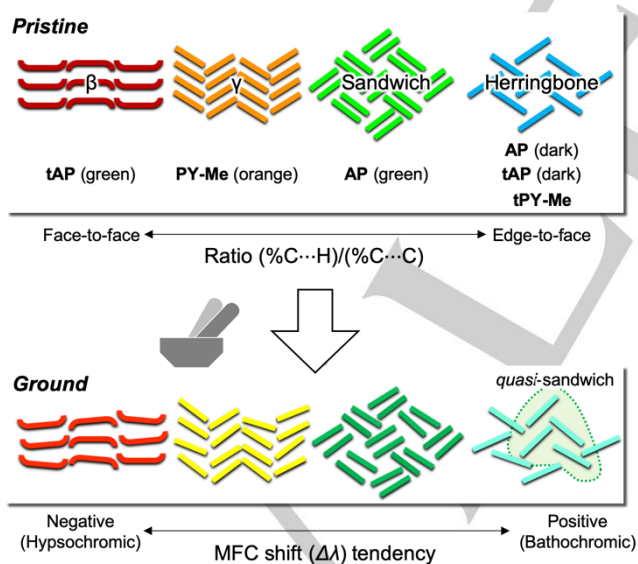 Pristine
β
γ
Sandwich
Herringbone
tAP (green)
PY-Me (orange)
AP (green)
AP (dark)
tAP (dark)
tPY-Me
Face-to-face
Edge-to-face
Ratio (%C···H)/(%C···C)
Ground
quasi-sandwich
Negative
(Hypsochromic)
Positive
(Bathochromic)
MFC shift (Δλ) tendency